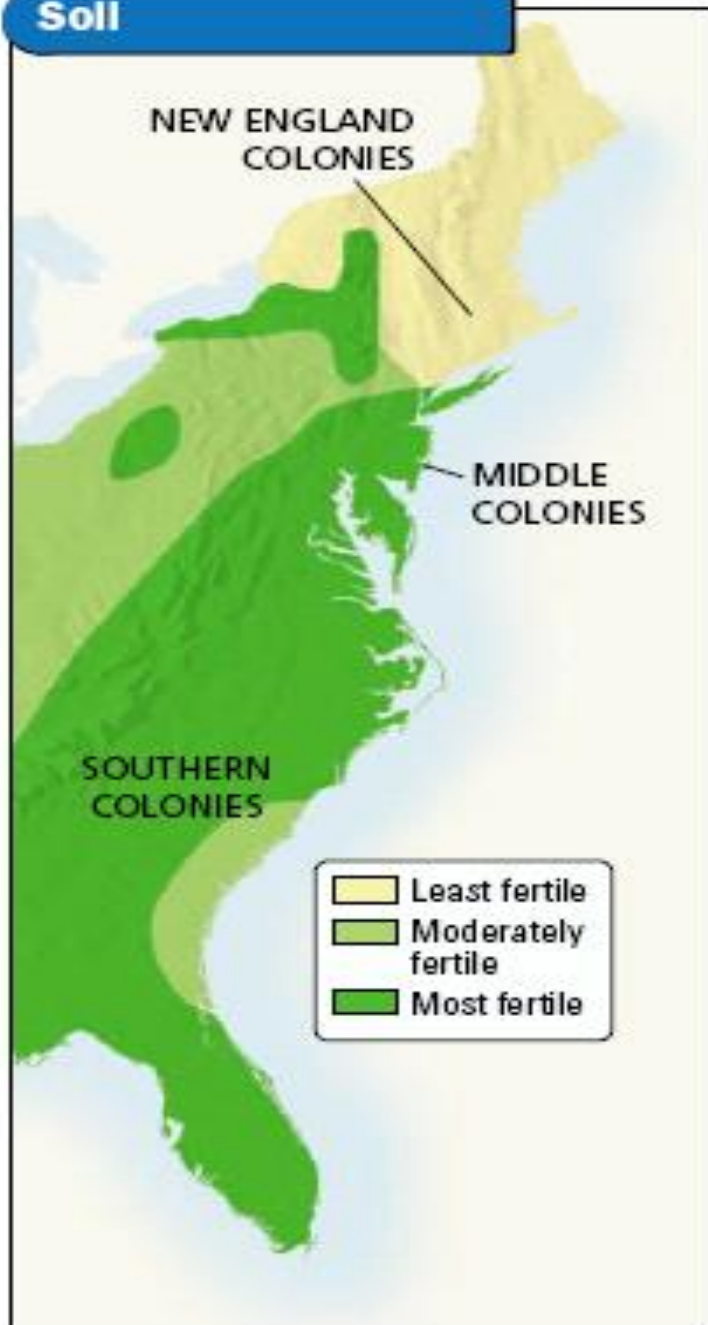 Soil
NEW ENGLAND
COLONIES
MIDDLE
COLONIES
SOUTHERN
COLONIES
Least fertile
Moderately
fertile
Most fertile